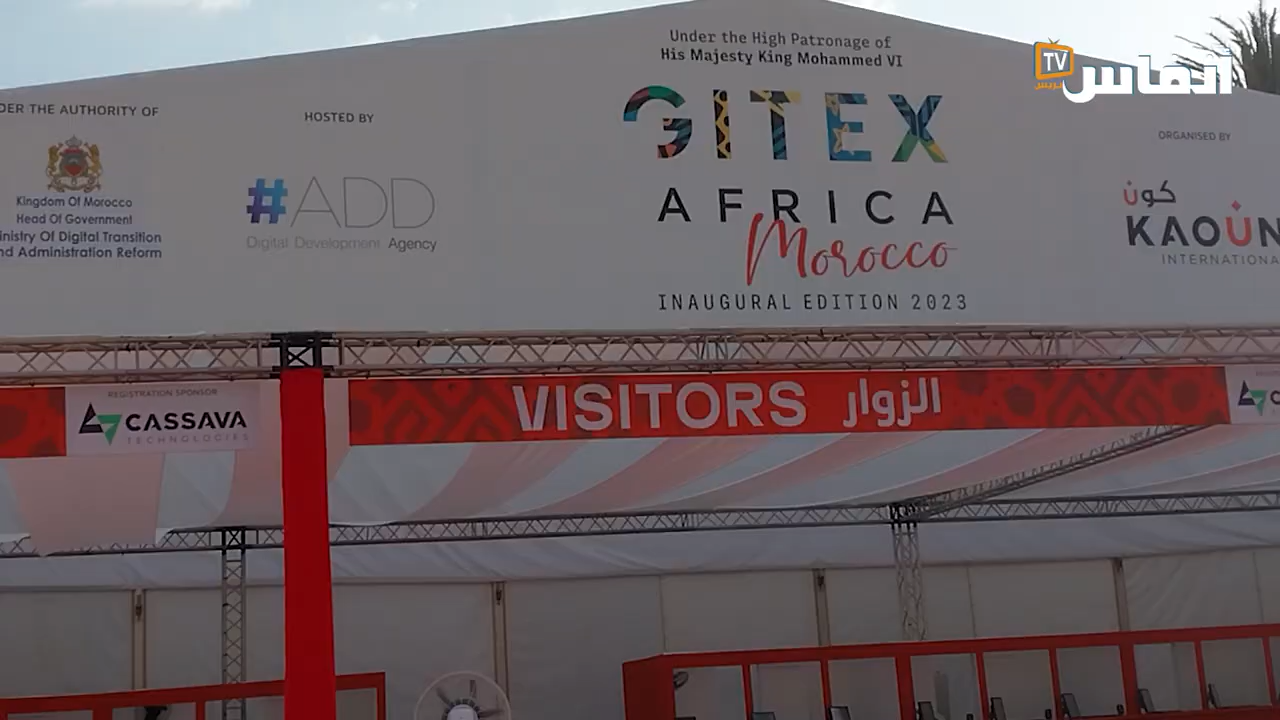 Under the High Patronage of
His Majesty King Mohammed VI
TV
أنفاس
بريس
DER THE AUTHORITY OF
HOSTED BY
GITEX
ORGANISED BY
Kingdom Of Morocco
Head Of Government
inistry Of Digital Transition
nd Administration Reform
#ADD
Digital Development Agency
AFRICA
Morocco
كون
KAOUN
INTERNATIONA
INAUGURAL EDITION 2023
REGISTRATION SPONSOR
CASSAVA
TECHNOLOGIES
VISITORS الزوار